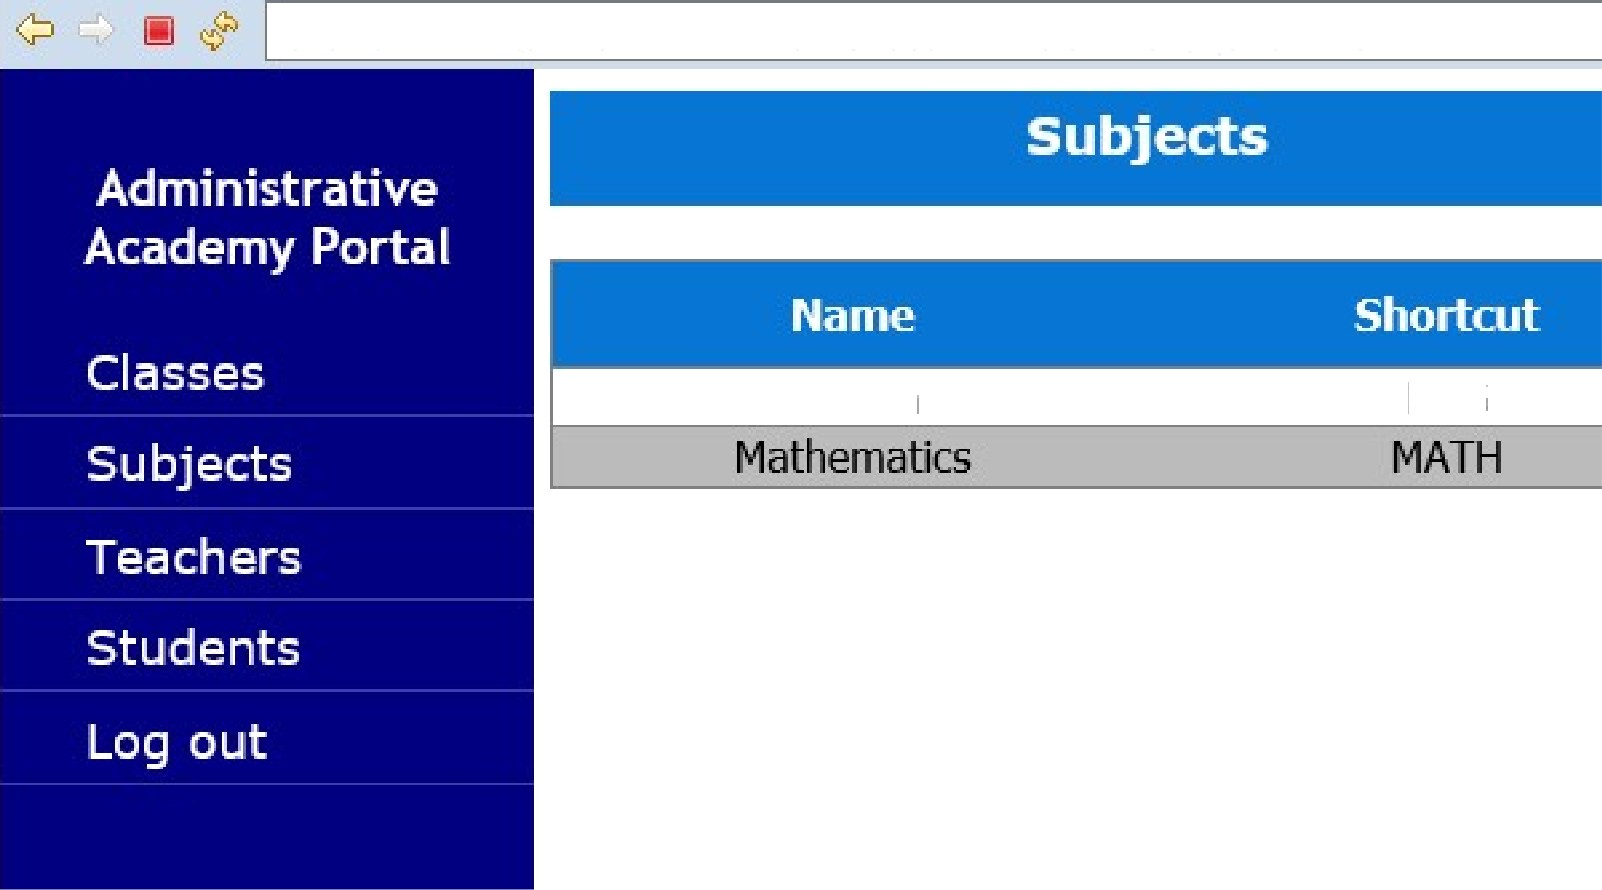 Administrative
Academy Portal
Classes
Subjects
Teachers
Students
Log out
Subjects
Name Shortcut
Mathematics MATH